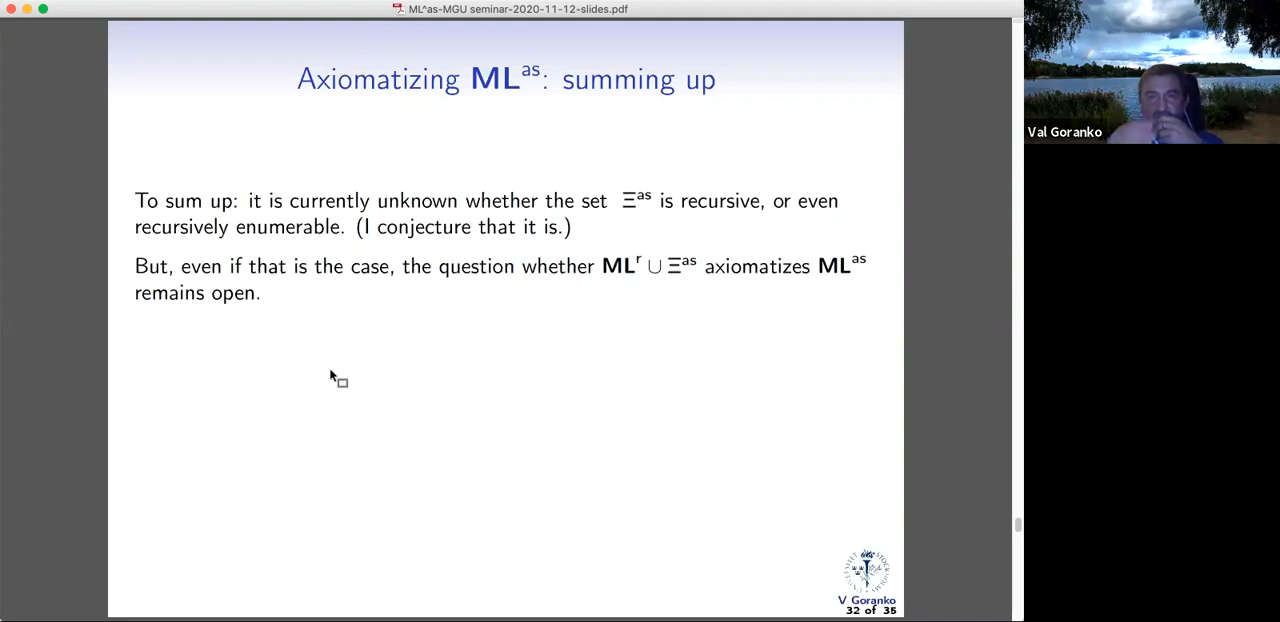 ML^as-MGU seminar-2020-11-12-slides.pdf
Axiomatizing ML^as: summing up
Val Goranko
To sum up: it is currently unknown whether the set Ξ^as is recursive, or even
recursively enumerable. (I conjecture that it is.)
But, even if that is the case, the question whether ML^r ∪ Ξ^as axiomatizes ML^as
remains open.
V Goranko
32 of 35